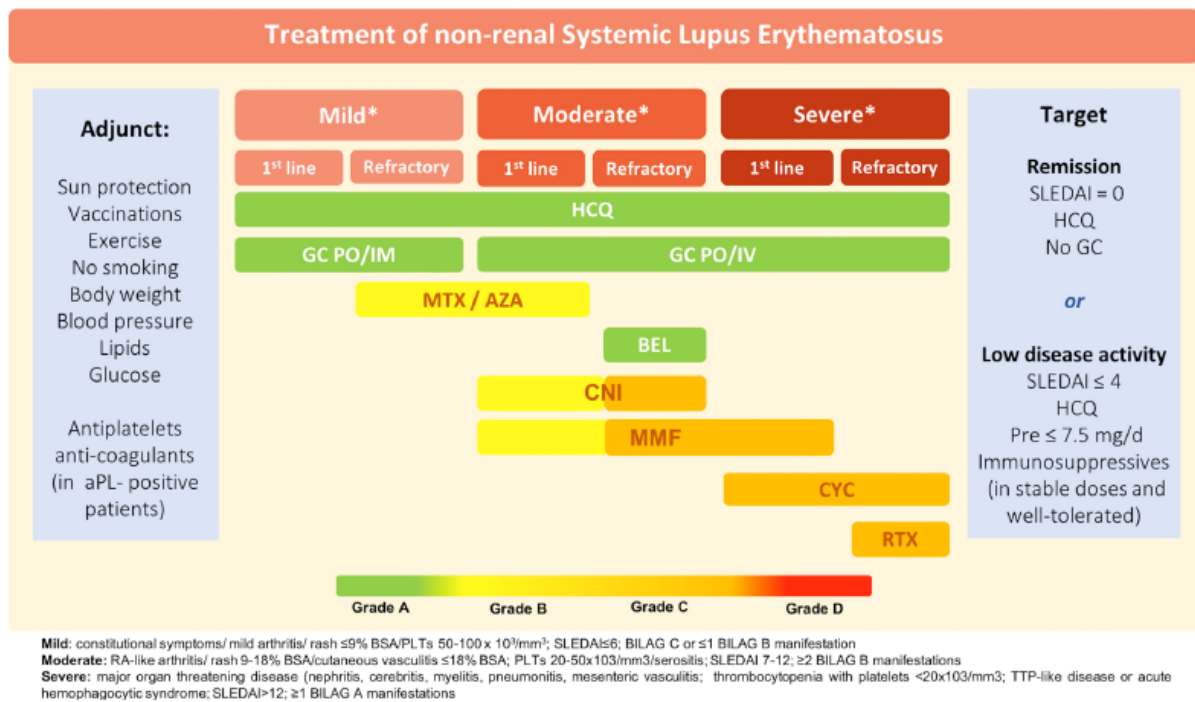 Treatment of non-renal Systemic Lupus Erythematosus
Adjunct:
Sun protection
Vaccinations
Exercise
No smoking
Body weight
Blood pressure
Lipids
Glucose
Antiplatelets
anti-coagulants
(in aPL- positive
patients)
Mild* Moderate* Severe*
1st line Refractory 1st line Refractory 1st line Refractory
HCQ
GC PO/IM GC PO/IV
MTX / AZA
BEL
CNI
MMF
CYC
RTX
Grade A Grade B Grade C Grade D
Target
Remission
SLEDAI = 0
HCQ
No GC
or
Low disease activity
SLEDAI ≤ 4
HCQ
Pre ≤ 7.5 mg/d
Immunosuppressives
(in stable doses and
well-tolerated)
Mild: constitutional symptoms/ mild arthritis/ rash ≤9% BSA/PLTs 50-100 x 10³/mm³; SLEDAI≤6; BILAG C or ≤1 BILAG B manifestation
Moderate: RA-like arthritis/ rash 9-18% BSA/cutaneous vasculitis ≤18% BSA; PLTs 20-50x103/mm3/serositis; SLEDAI 7-12; ≥2 BILAG B manifestations
Severe: major organ threatening disease (nephritis, cerebritis, myelitis, pneumonitis, mesenteric vasculitis; thrombocytopenia with platelets <20x103/mm3; TTP-like disease or acute
hemophagocytic syndrome; SLEDAI>12; ≥1 BILAG A manifestations